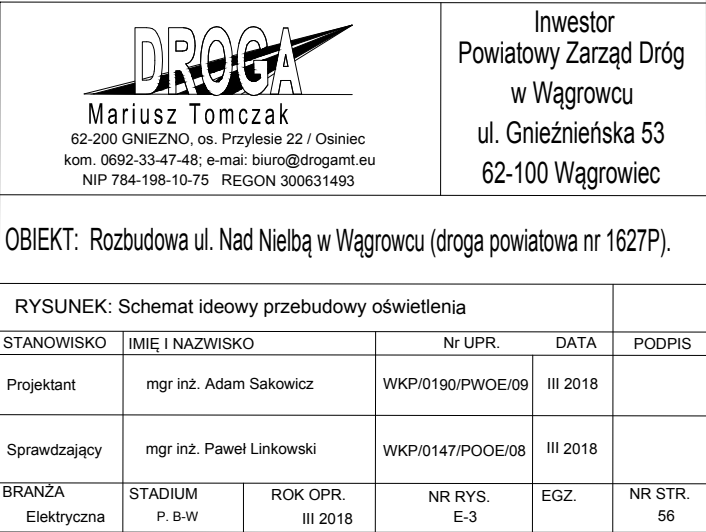 DROGA
Mariusz Tomczak
62-200 GNIEZNO, os. Przylesie 22 / Osiniec
kom. 0692-33-47-48; e-mai: biuro@drogamt.eu
NIP 784-198-10-75 REGON 300631493
Inwestor
Powiatowy Zarząd Dróg
w Wągrowcu
ul. Gnieźnieńska 53
62-100 Wągrowiec
OBIEKT: Rozbudowa ul. Nad Nielbą w Wągrowcu (droga powiatowa nr 1627P).
RYSUNEK: Schemat ideowy przebudowy oświetlenia
STANOWISKO IMIĘ I NAZWISKO Nr UPR. DATA PODPIS
Projektant mgr inż. Adam Sakowicz WKP/0190/PWOE/09 III 2018
Sprawdzający mgr inż. Paweł Linkowski WKP/0147/POOE/08 III 2018
BRANŻA STADIUM ROK OPR. NR RYS. EGZ. NR STR.
Elektryczna P. B-W III 2018 E-3 56